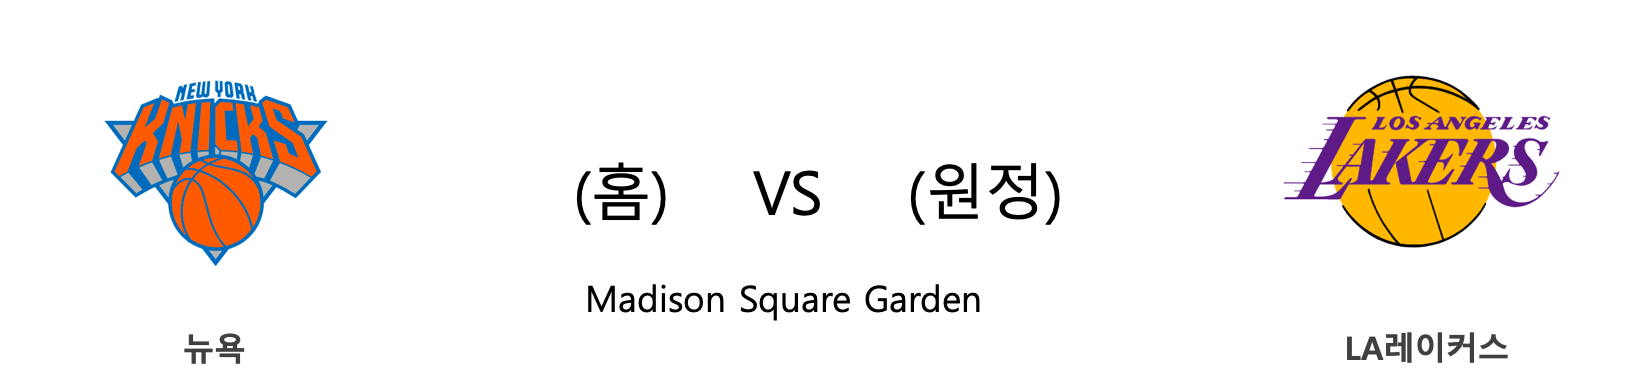 NEW YORK
KNICKS
LOS ANGELES
LAKERS
(홈) VS (원정)
Madison Square Garden
뉴욕
LA레이커스